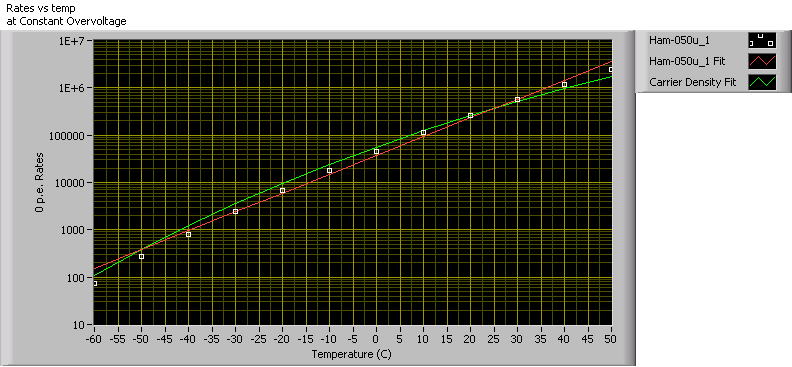 Rates vs temp
at Constant Overvoltage
Ham-050u_1
Ham-050u_1 Fit
Carrier Density Fit
1E+7
1E+6
100000
10000
1000
100
10
0 p.e. Rates
-60 -55 -50 -45 -40 -35 -30 -25 -20 -15 -10 -5 0 5 10 15 20 25 30 35 40 45 50
Temperature (C)